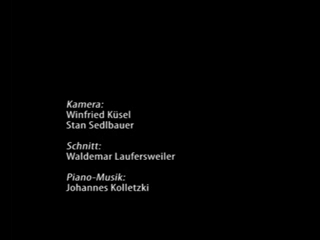 Kamera:
Winfried Küsel
Stan Sedlbauer
Schnitt:
Waldemar Laufersweiler
Piano-Musik:
Johannes Kolletzki